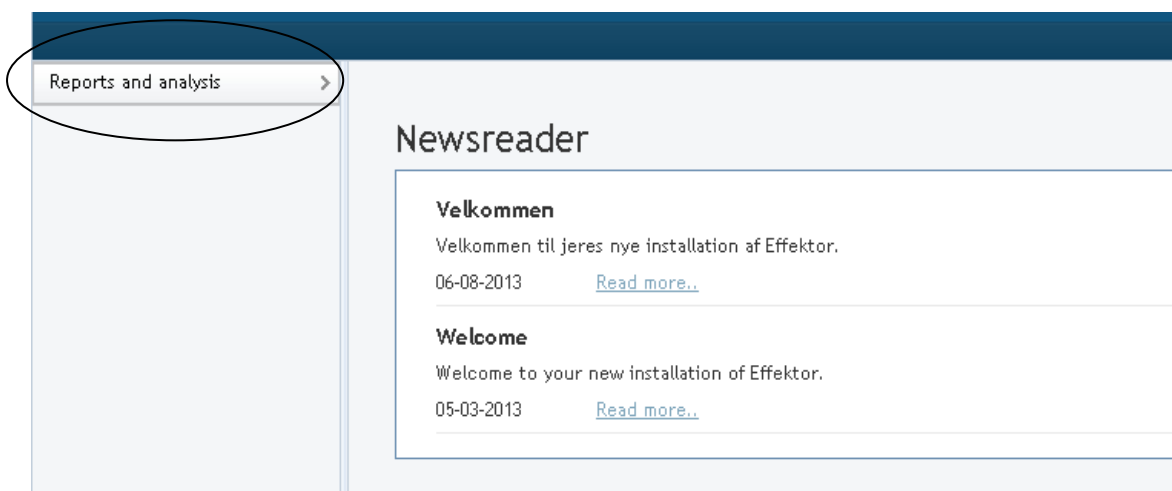 Reports and analysis
Newsreader
Velkommen
Velkommen til jeres nye installation af Effektor.
06-08-2013 Read more..
Welcome
Welcome to your new installation of Effektor.
05-03-2013 Read more..